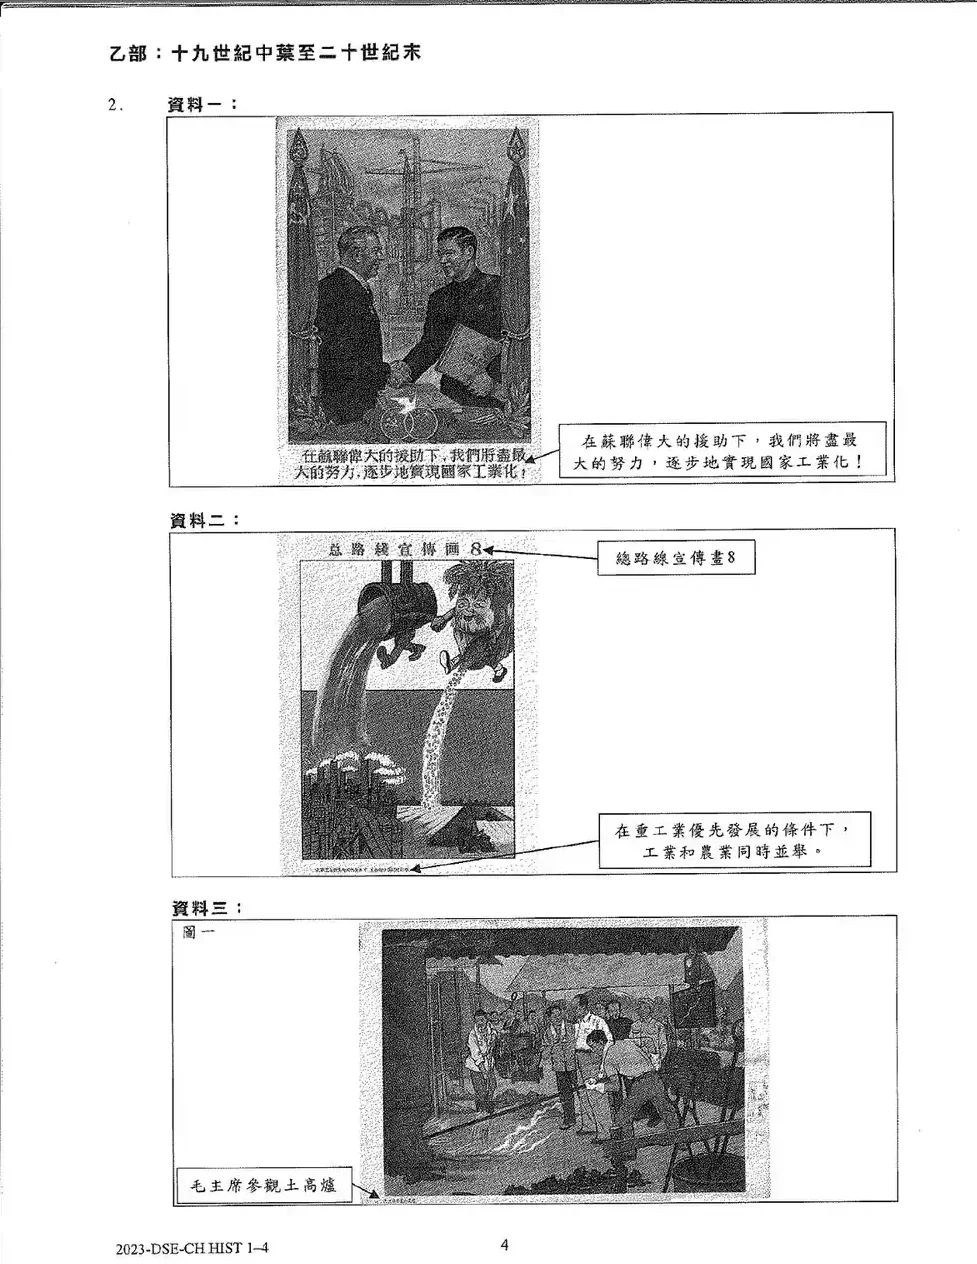 乙部：十九世紀中葉至二十世紀末
2. 資料一：
在蘇聯偉大的援助下，我們將盡最
大的努力，逐步地實現國家工業化！
在蘇聯偉大的援助下，我們將盡最
大的努力，逐步地實現國家工業化！
資料二：
总路綫宣傳画 8
總路線宣傳畫8
在重工業優先發展的條件下，
工業和農業同時並舉。
資料三：
圖一
毛主席參觀土高爐
2023-DSE-CH HIST 1–4
4